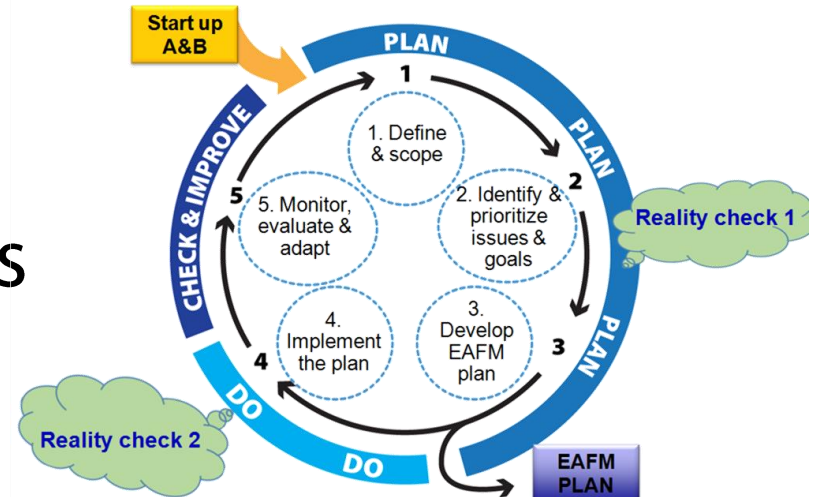 Start up
A&B
PLAN
1
PLAN
2
Reality check 1
1. Define
& scope
2. Identify &
prioritize
issues &
goals
3.
Develop
EAFM
plan
3
PLAN
4.
Implement
the plan
4
5. Monitor,
evaluate &
adapt
5
CHECK & IMPROVE
s
DO
DO
Reality check 2
EAFM
PLAN